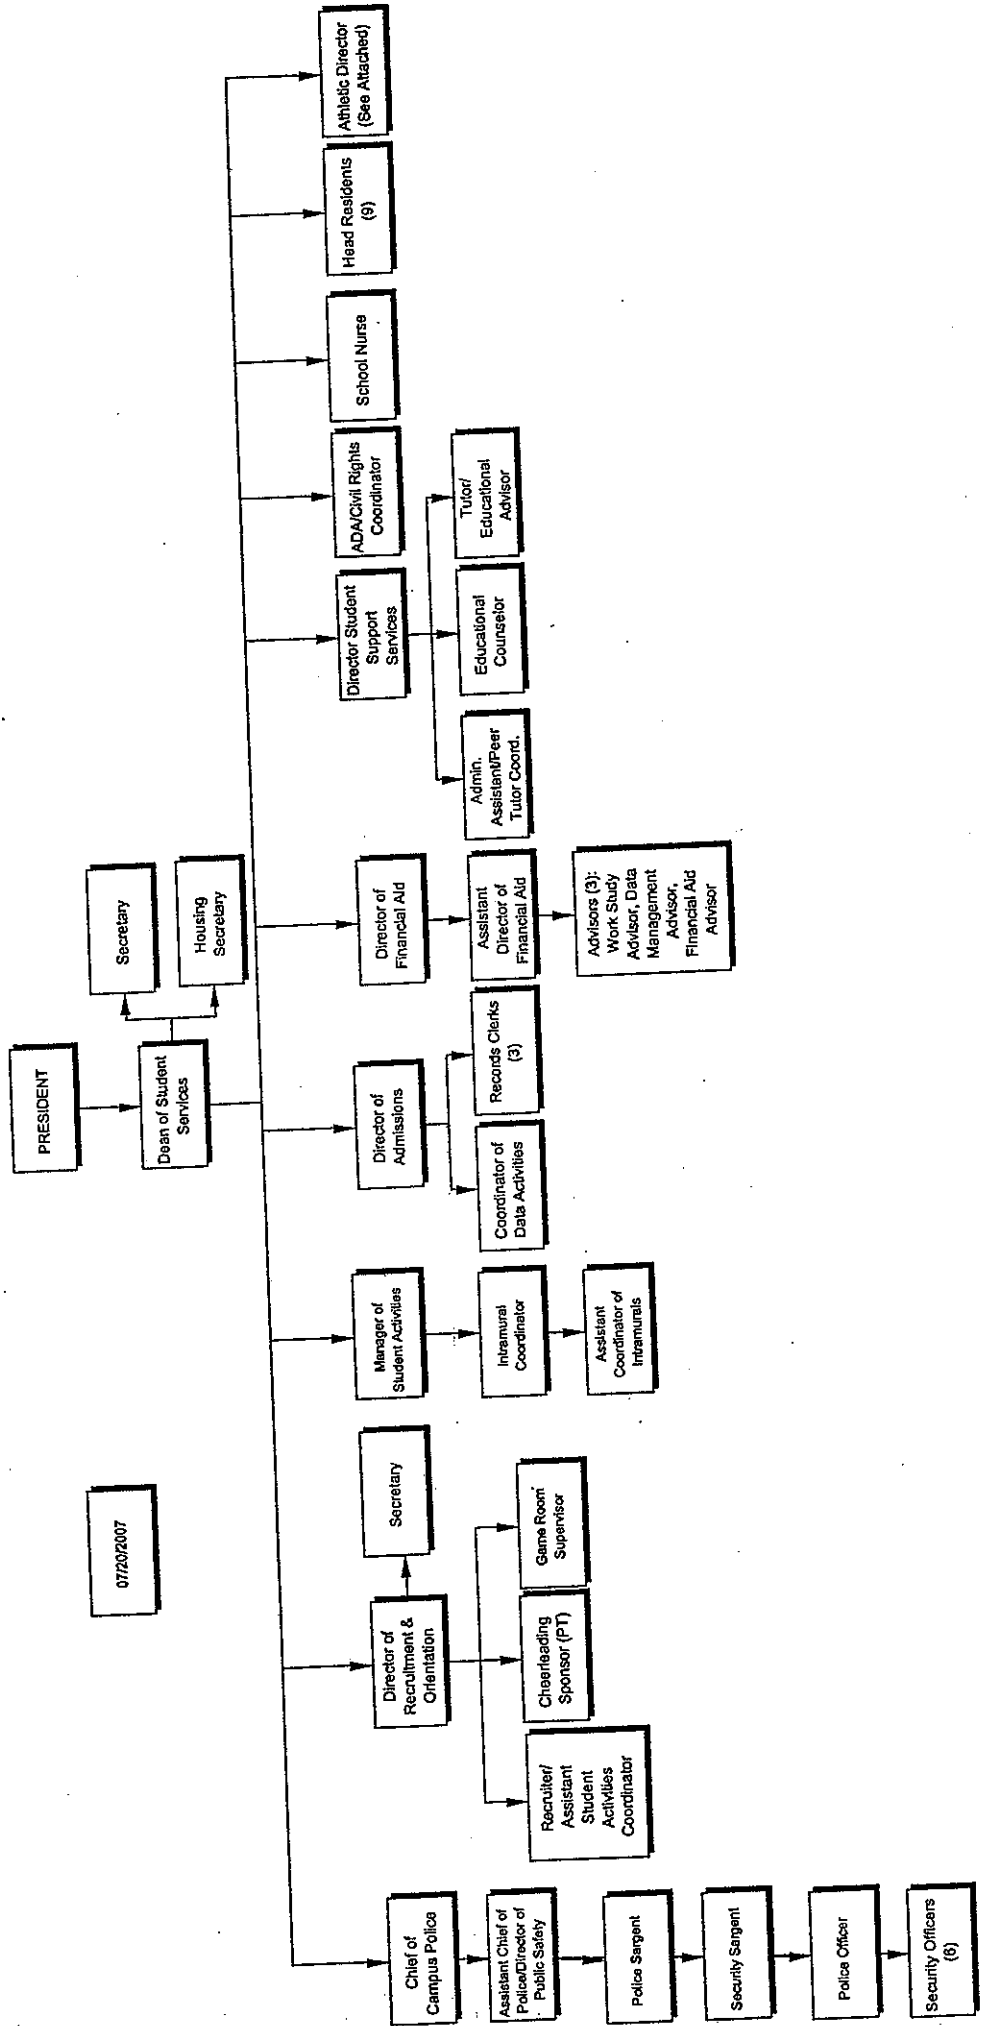 PRESIDENT
Dean of Student
Services
Secretary
Housing
Secretary
07/20/2007
Chief of
Campus Police
Assistant Chief of
Police/Director of
Public Safety
Police Sargent
Security Sargent
Police Officer
Security Officers
(6)
Director of
Recruitment &
Orientation
Secretary
Recruiter/
Assistant
Student
Activities
Coordinator
Cheerleading
Sponsor (PT)
Game Room
Supervisor
Manager of
Student Activities
Intramural
Coordinator
Assistant
Coordinator of
Intramurals
Director of
Admissions
Coordinator of
Data Activities
Records Clerks
(3)
Director of
Financial Aid
Assistant
Director of
Financial Aid
Advisors (3):
Work Study
Advisor, Data
Management
Advisor,
Financial Aid
Advisor
Director Student
Support
Services
Admin.
Assistent/Peer
Tutor Coord.
Educational
Counselor
Tutor/
Educational
Advisor
ADA/Civil Rights
Coordinator
School Nurse
Head Residents
(9)
Athletic Director
(See Attached)